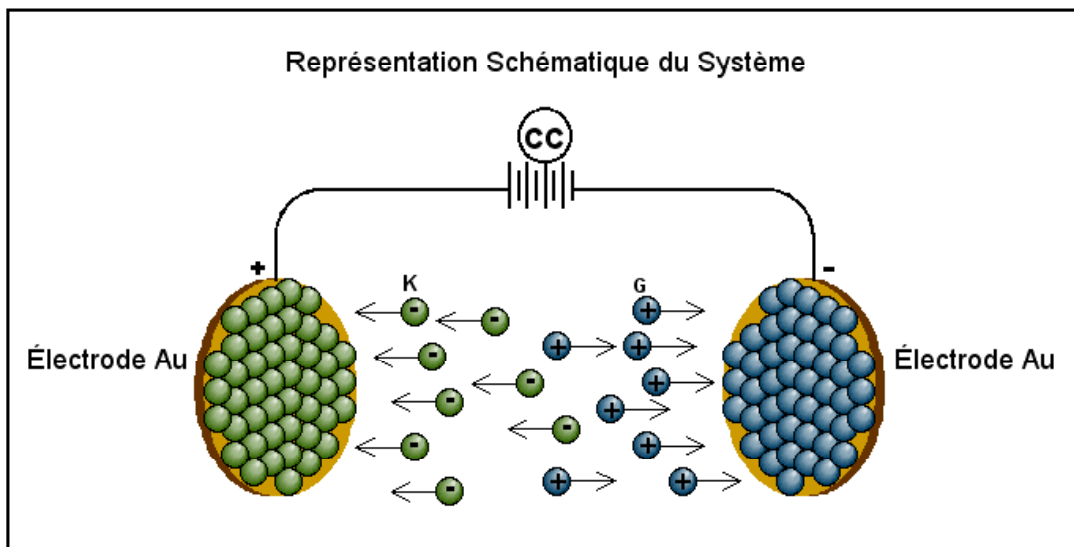 Représentation Schématique du Système
CC
+
-
K
G
Électrode Au
Électrode Au